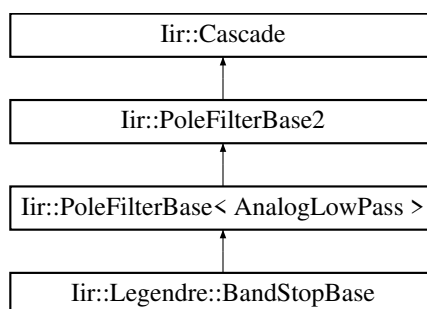 Iir::Cascade
Iir::PoleFilterBase2
Iir::PoleFilterBase< AnalogLowPass >
Iir::Legendre::BandStopBase